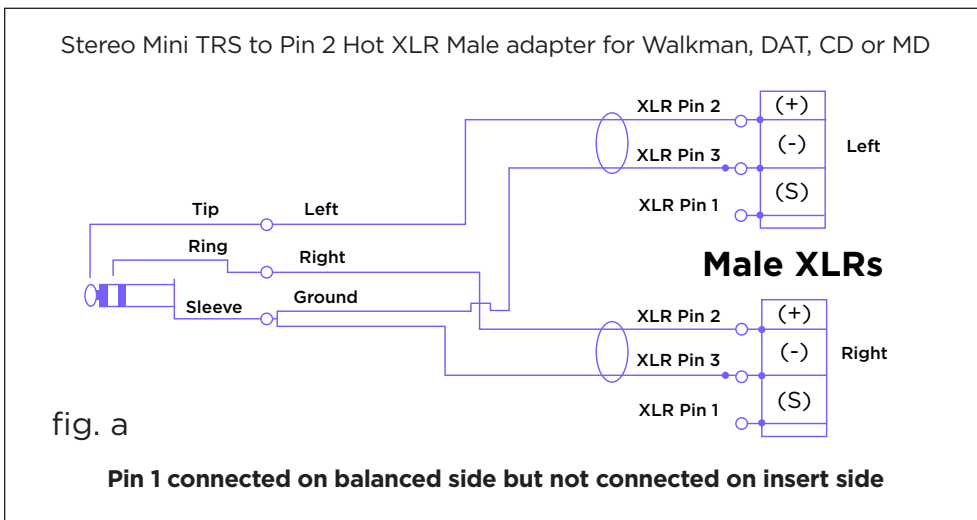 Stereo Mini TRS to Pin 2 Hot XLR Male adapter for Walkman, DAT, CD or MD
XLR Pin 2
(+)
XLR Pin 3
(-)
Left
XLR Pin 1
(S)
Tip
Left
Ring
Right
Sleeve
Ground
Male XLRs
XLR Pin 2
(+)
XLR Pin 3
(-)
Right
XLR Pin 1
(S)
fig. a
Pin 1 connected on balanced side but not connected on insert side